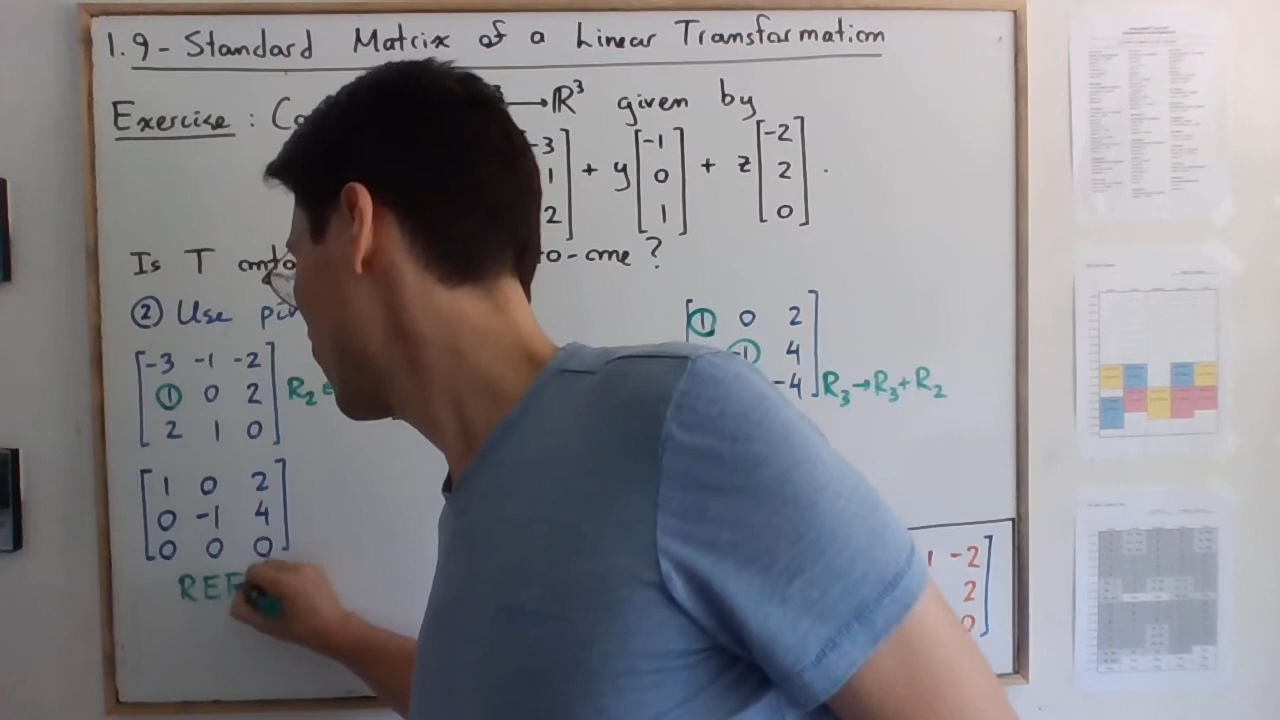 1.9 - Standard Matrix of a Linear Transformation
Exercise : → ℝ³ given by
-3 -1 -2
1 + y 0 + z 2 .
2 1 0
Is T onto to-one ?
② Use
-3 -1 -2
1 0 2 R₂
2 1 0
1 0 2
-1 4
-4 R₃→R₃+R₂
1 0 2
0 -1 4
0 0 0
REF
1 -2
2
0